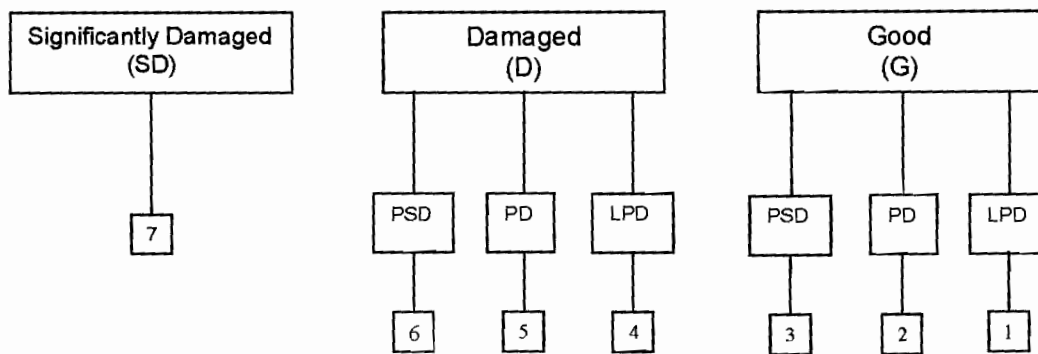 Significantly Damaged
(SD)
Damaged
(D)
Good
(G)
PSD
PD
LPD
PSD
PD
LPD
7
6
5
4
3
2
1